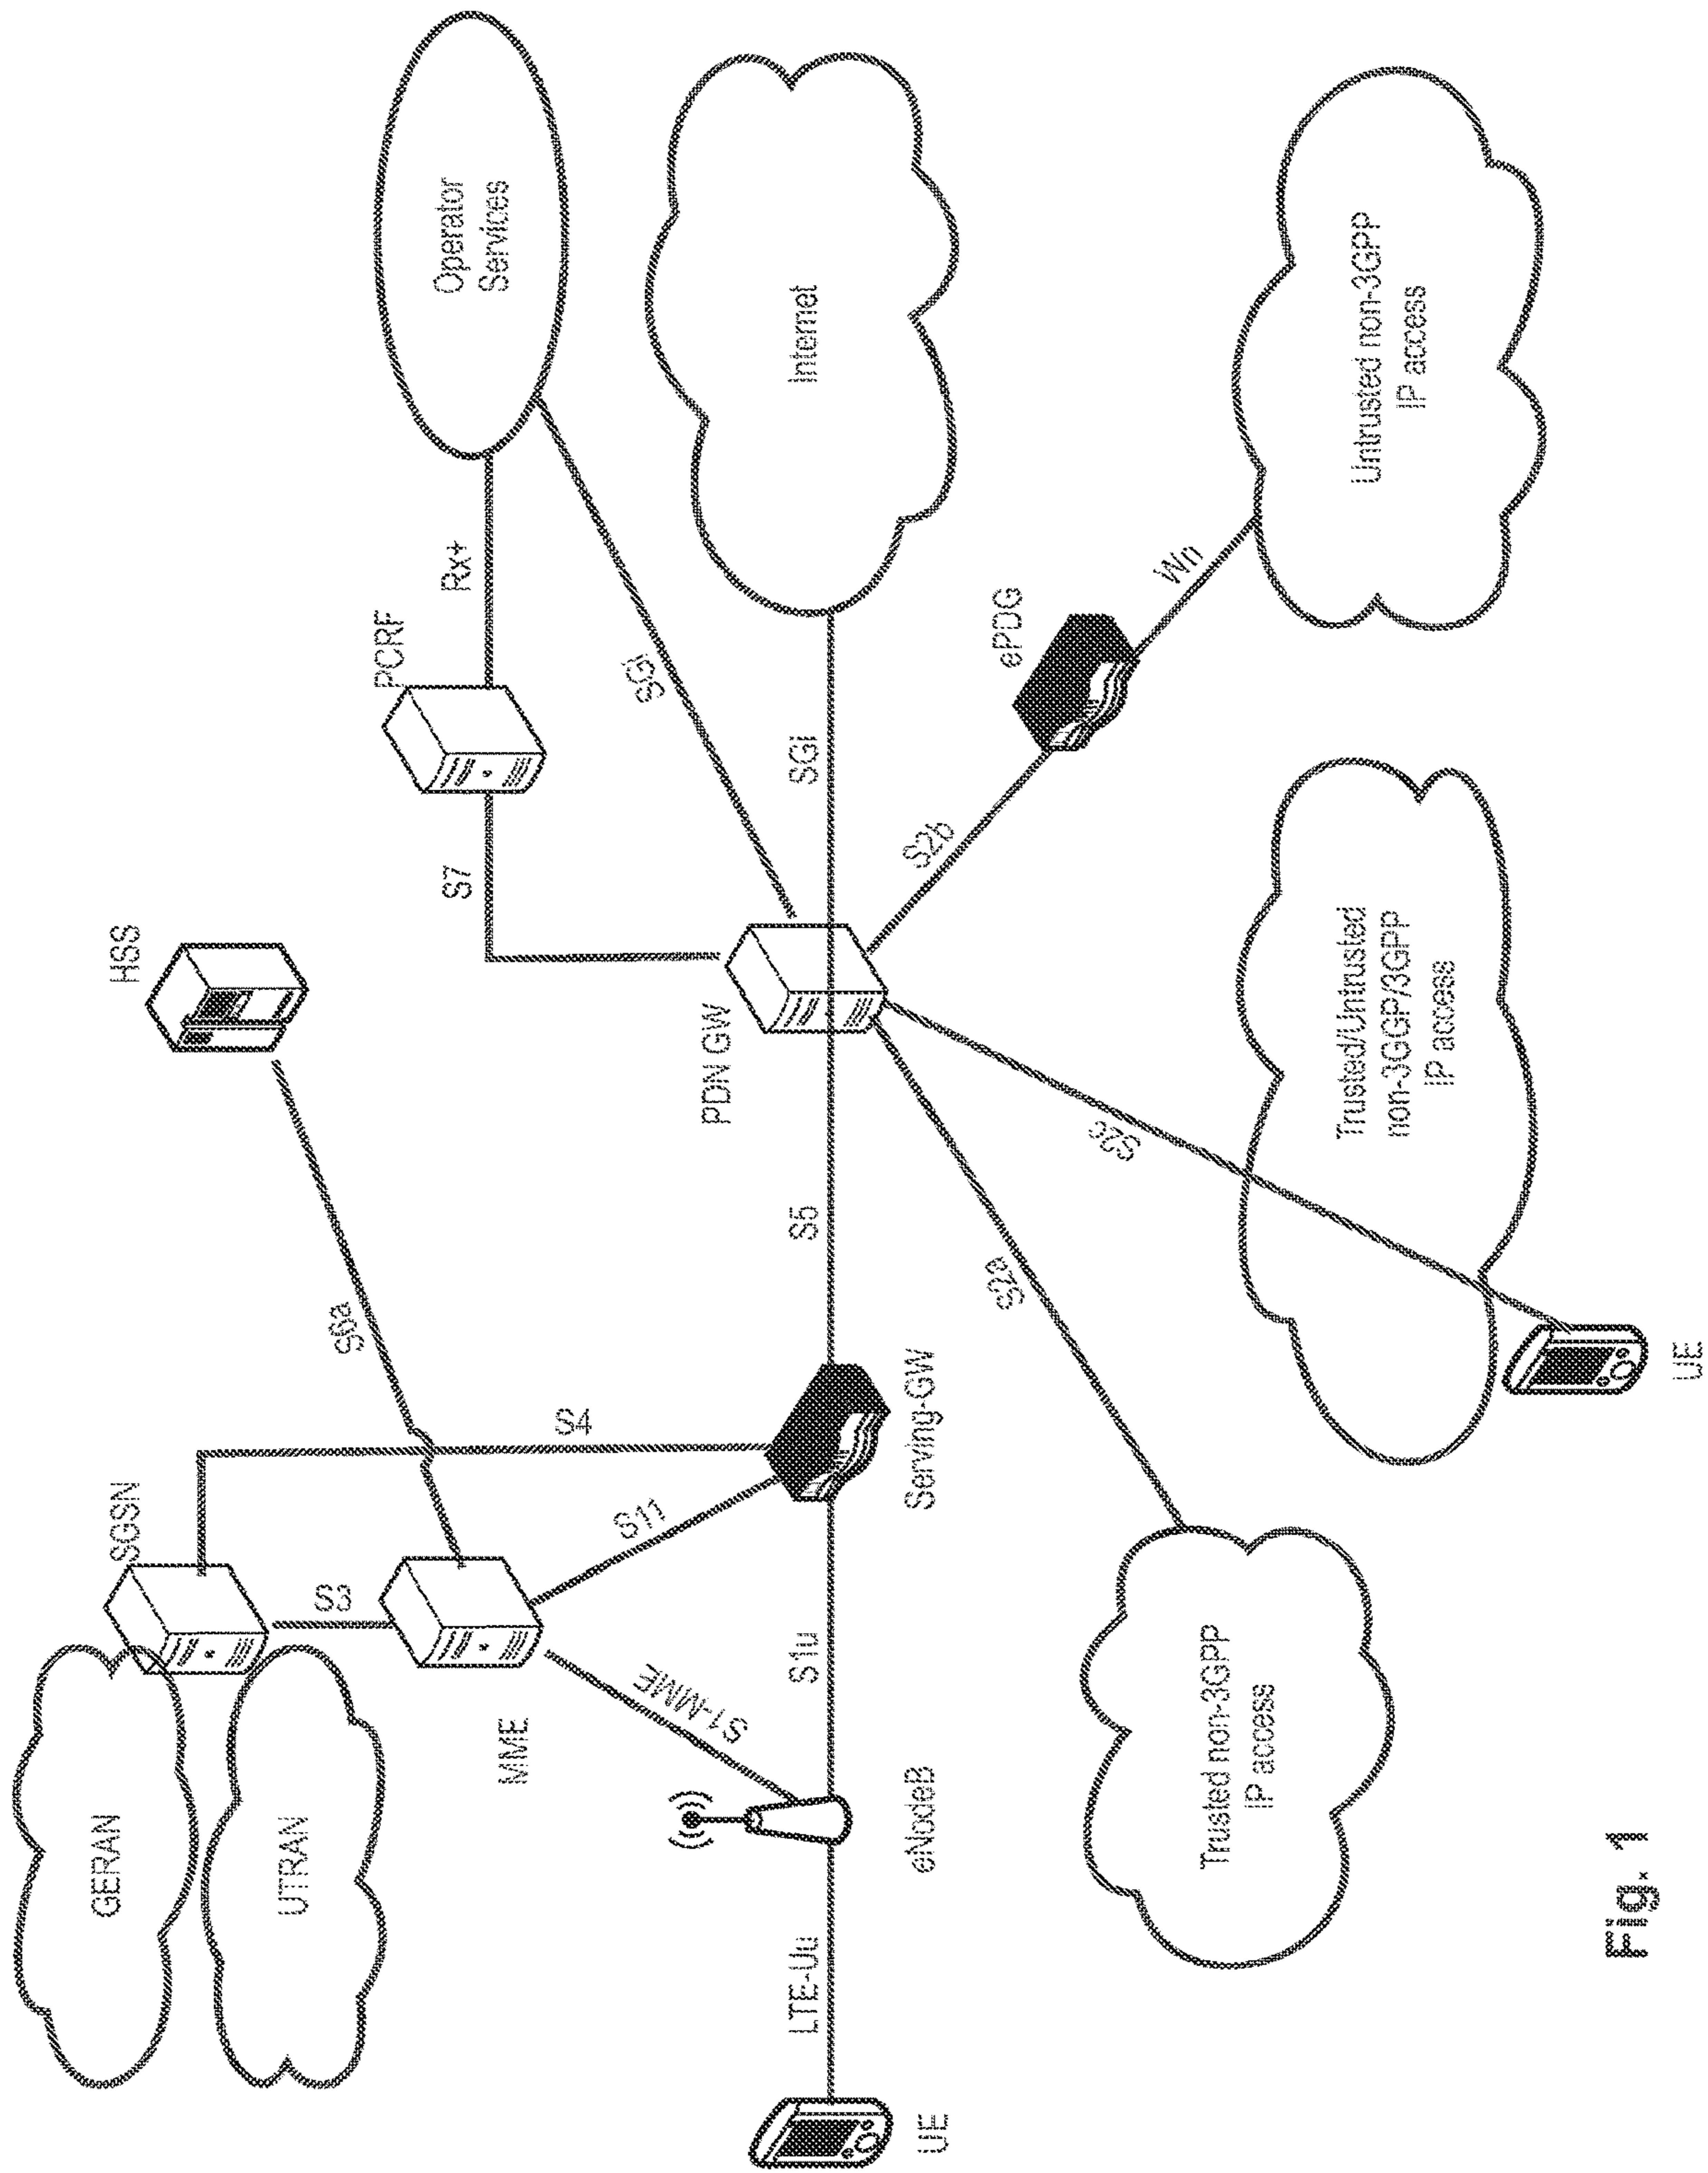 GERAN
UTRAN
SGSN
HSS
S3
S6a
MME
S4
S11
S1-MME
PCRF
S7
Rx+
Operator
Services
SGi
UE
LTE-Uu
eNodeB
S1u
Serving-GW
S5
PDN GW
SGi
Internet
S2a
S2c
S2b
ePDG
Wn
Trusted non-3GPP
IP access
Trusted/Untrusted
non-3GGP/3GPP
IP access
UE
Untrusted non-3GPP
IP access
Fig. 1